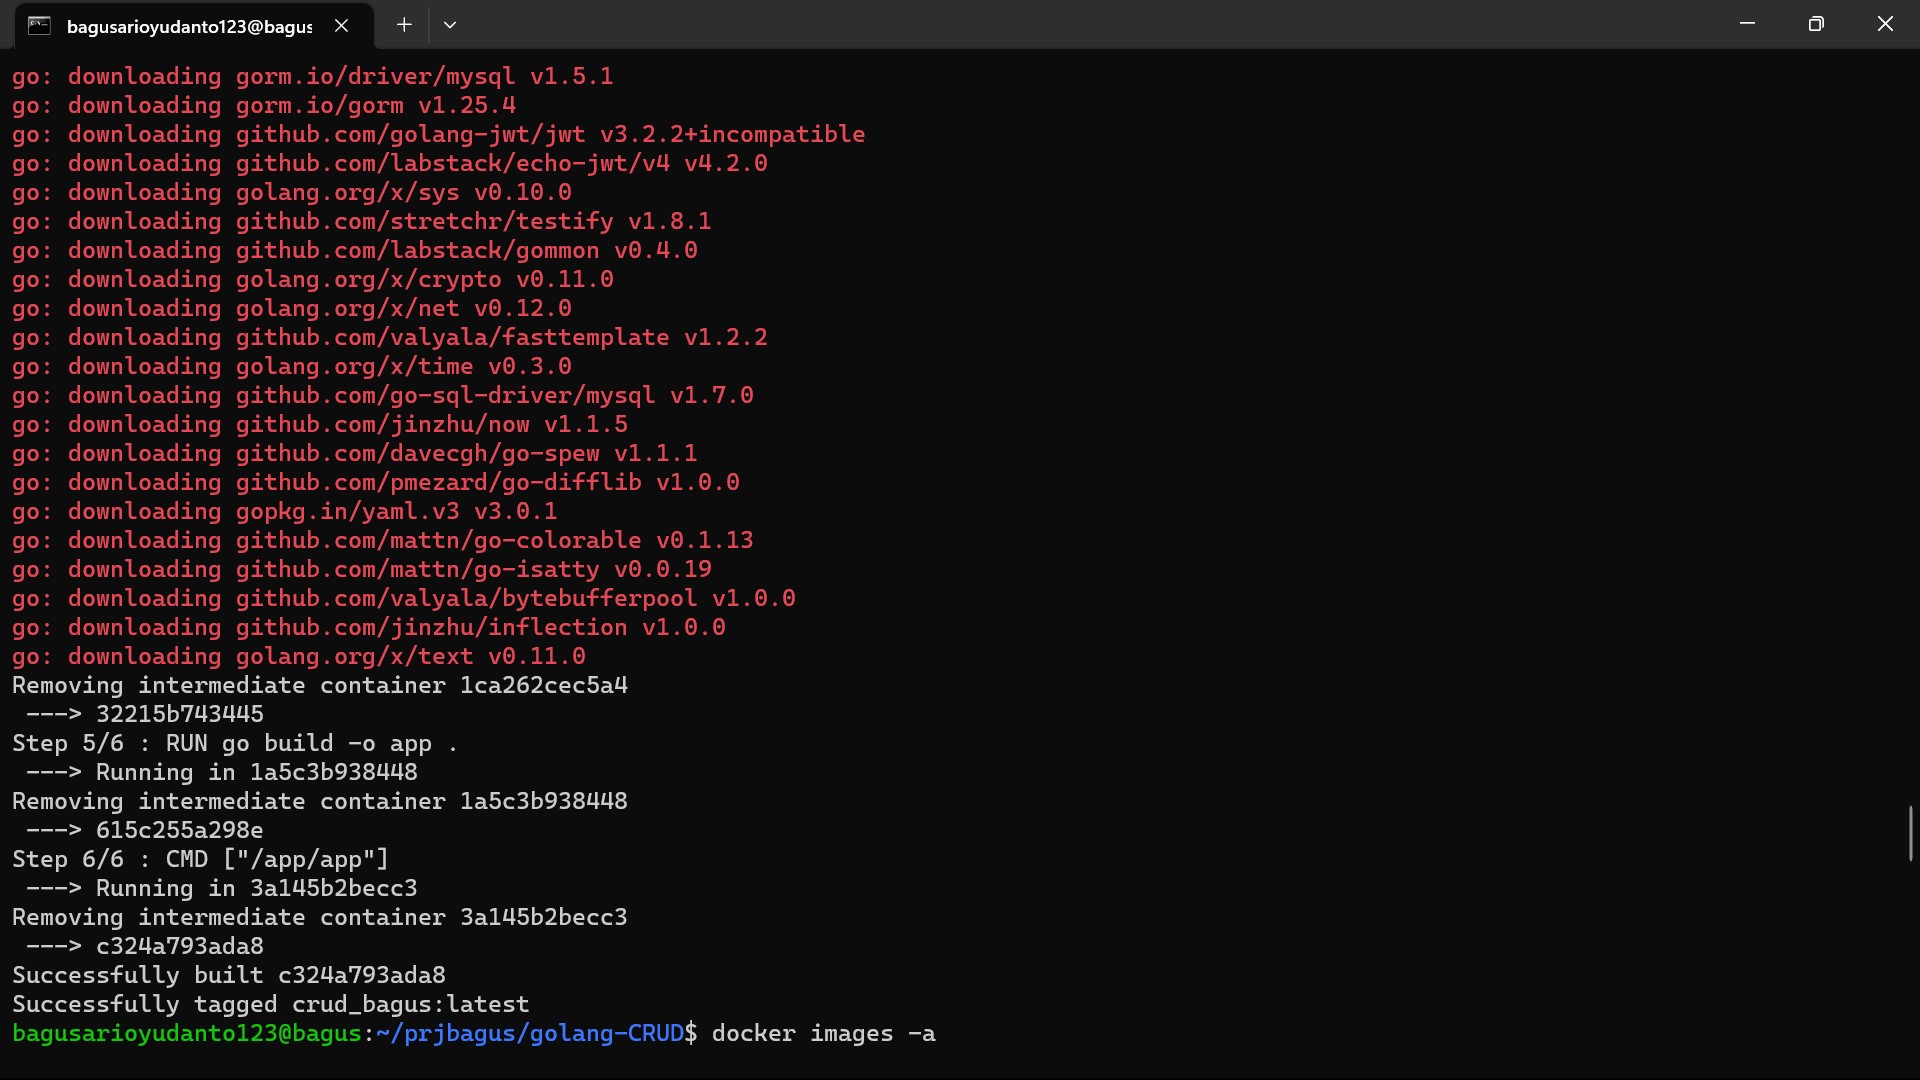 bagusarioyudanto123@bagus
go: downloading gorm.io/driver/mysql v1.5.1
go: downloading gorm.io/gorm v1.25.4
go: downloading github.com/golang-jwt/jwt v3.2.2+incompatible
go: downloading github.com/labstack/echo-jwt/v4 v4.2.0
go: downloading golang.org/x/sys v0.10.0
go: downloading github.com/stretchr/testify v1.8.1
go: downloading github.com/labstack/gommon v0.4.0
go: downloading golang.org/x/crypto v0.11.0
go: downloading golang.org/x/net v0.12.0
go: downloading github.com/valyala/fasttemplate v1.2.2
go: downloading golang.org/x/time v0.3.0
go: downloading github.com/go-sql-driver/mysql v1.7.0
go: downloading github.com/jinzhu/now v1.1.5
go: downloading github.com/davecgh/go-spew v1.1.1
go: downloading github.com/pmezard/go-difflib v1.0.0
go: downloading gopkg.in/yaml.v3 v3.0.1
go: downloading github.com/mattn/go-colorable v0.1.13
go: downloading github.com/mattn/go-isatty v0.0.19
go: downloading github.com/valyala/bytebufferpool v1.0.0
go: downloading github.com/jinzhu/inflection v1.0.0
go: downloading golang.org/x/text v0.11.0
Removing intermediate container 1ca262cec5a4
 ---> 32215b743445
Step 5/6 : RUN go build -o app .
 ---> Running in 1a5c3b938448
Removing intermediate container 1a5c3b938448
 ---> 615c255a298e
Step 6/6 : CMD ["/app/app"]
 ---> Running in 3a145b2becc3
Removing intermediate container 3a145b2becc3
 ---> c324a793ada8
Successfully built c324a793ada8
Successfully tagged crud_bagus:latest
bagusarioyudanto123@bagus:~/prjbagus/golang-CRUD$ docker images -a